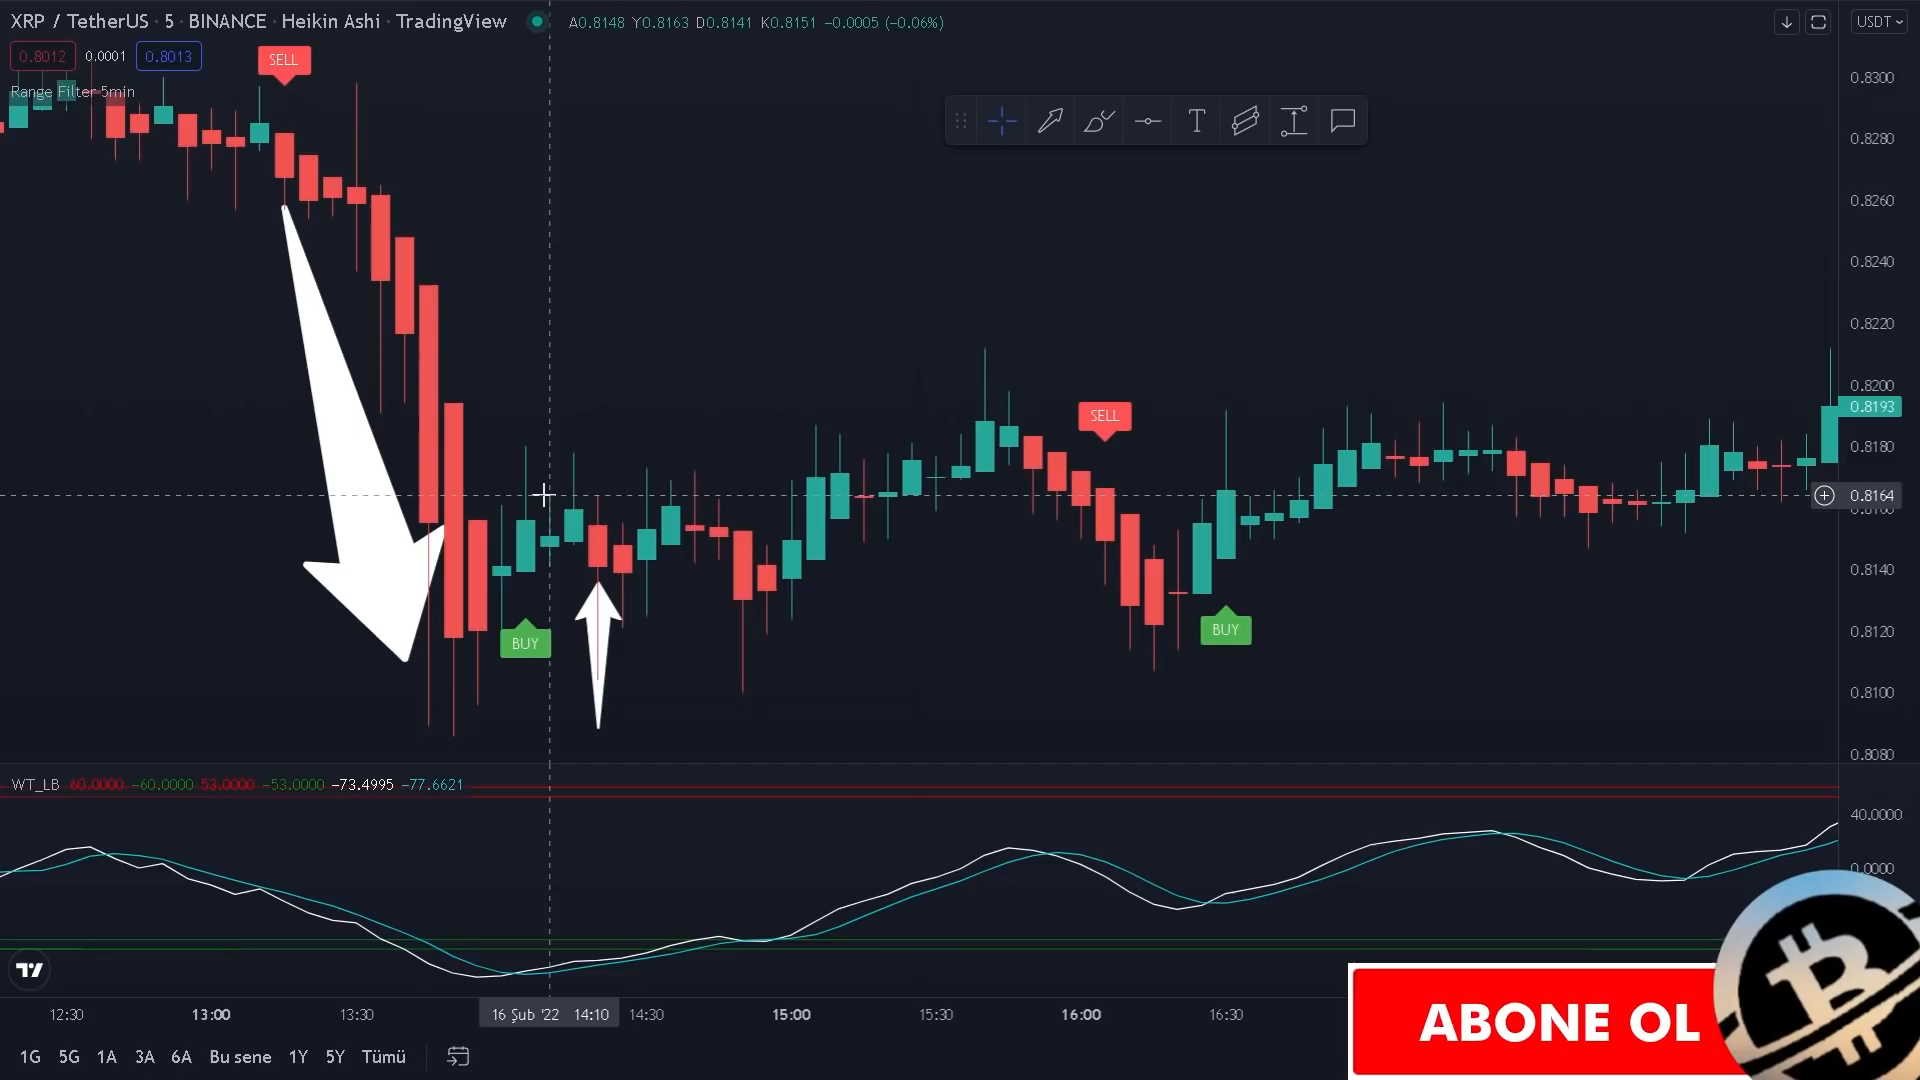 XRP / TetherUS · 5 · BINANCE · Heikin Ashi · TradingView
A0.8148 Y0.8163 D0.8141 K0.8151 −0.0005 (−0.06%)
USDT
0.8012 0.0001 0.8013
Range Filter 5min
SELL
0.8300
0.8280
0.8260
0.8240
0.8220
0.8200
0.8193
SELL
0.8180
0.8164
0.8160
0.8140
BUY
BUY
0.8120
0.8100
0.8080
WT_LB 60.0000 −60.0000 53.0000 −53.0000 −73.4995 −77.6621
40.0000
0.0000
12:30 13:00 13:30 16 Şub '22 14:10 14:30 15:00 15:30 16:00 16:30
ABONE OL
1G 5G 1A 3A 6A Bu sene 1Y 5Y Tümü